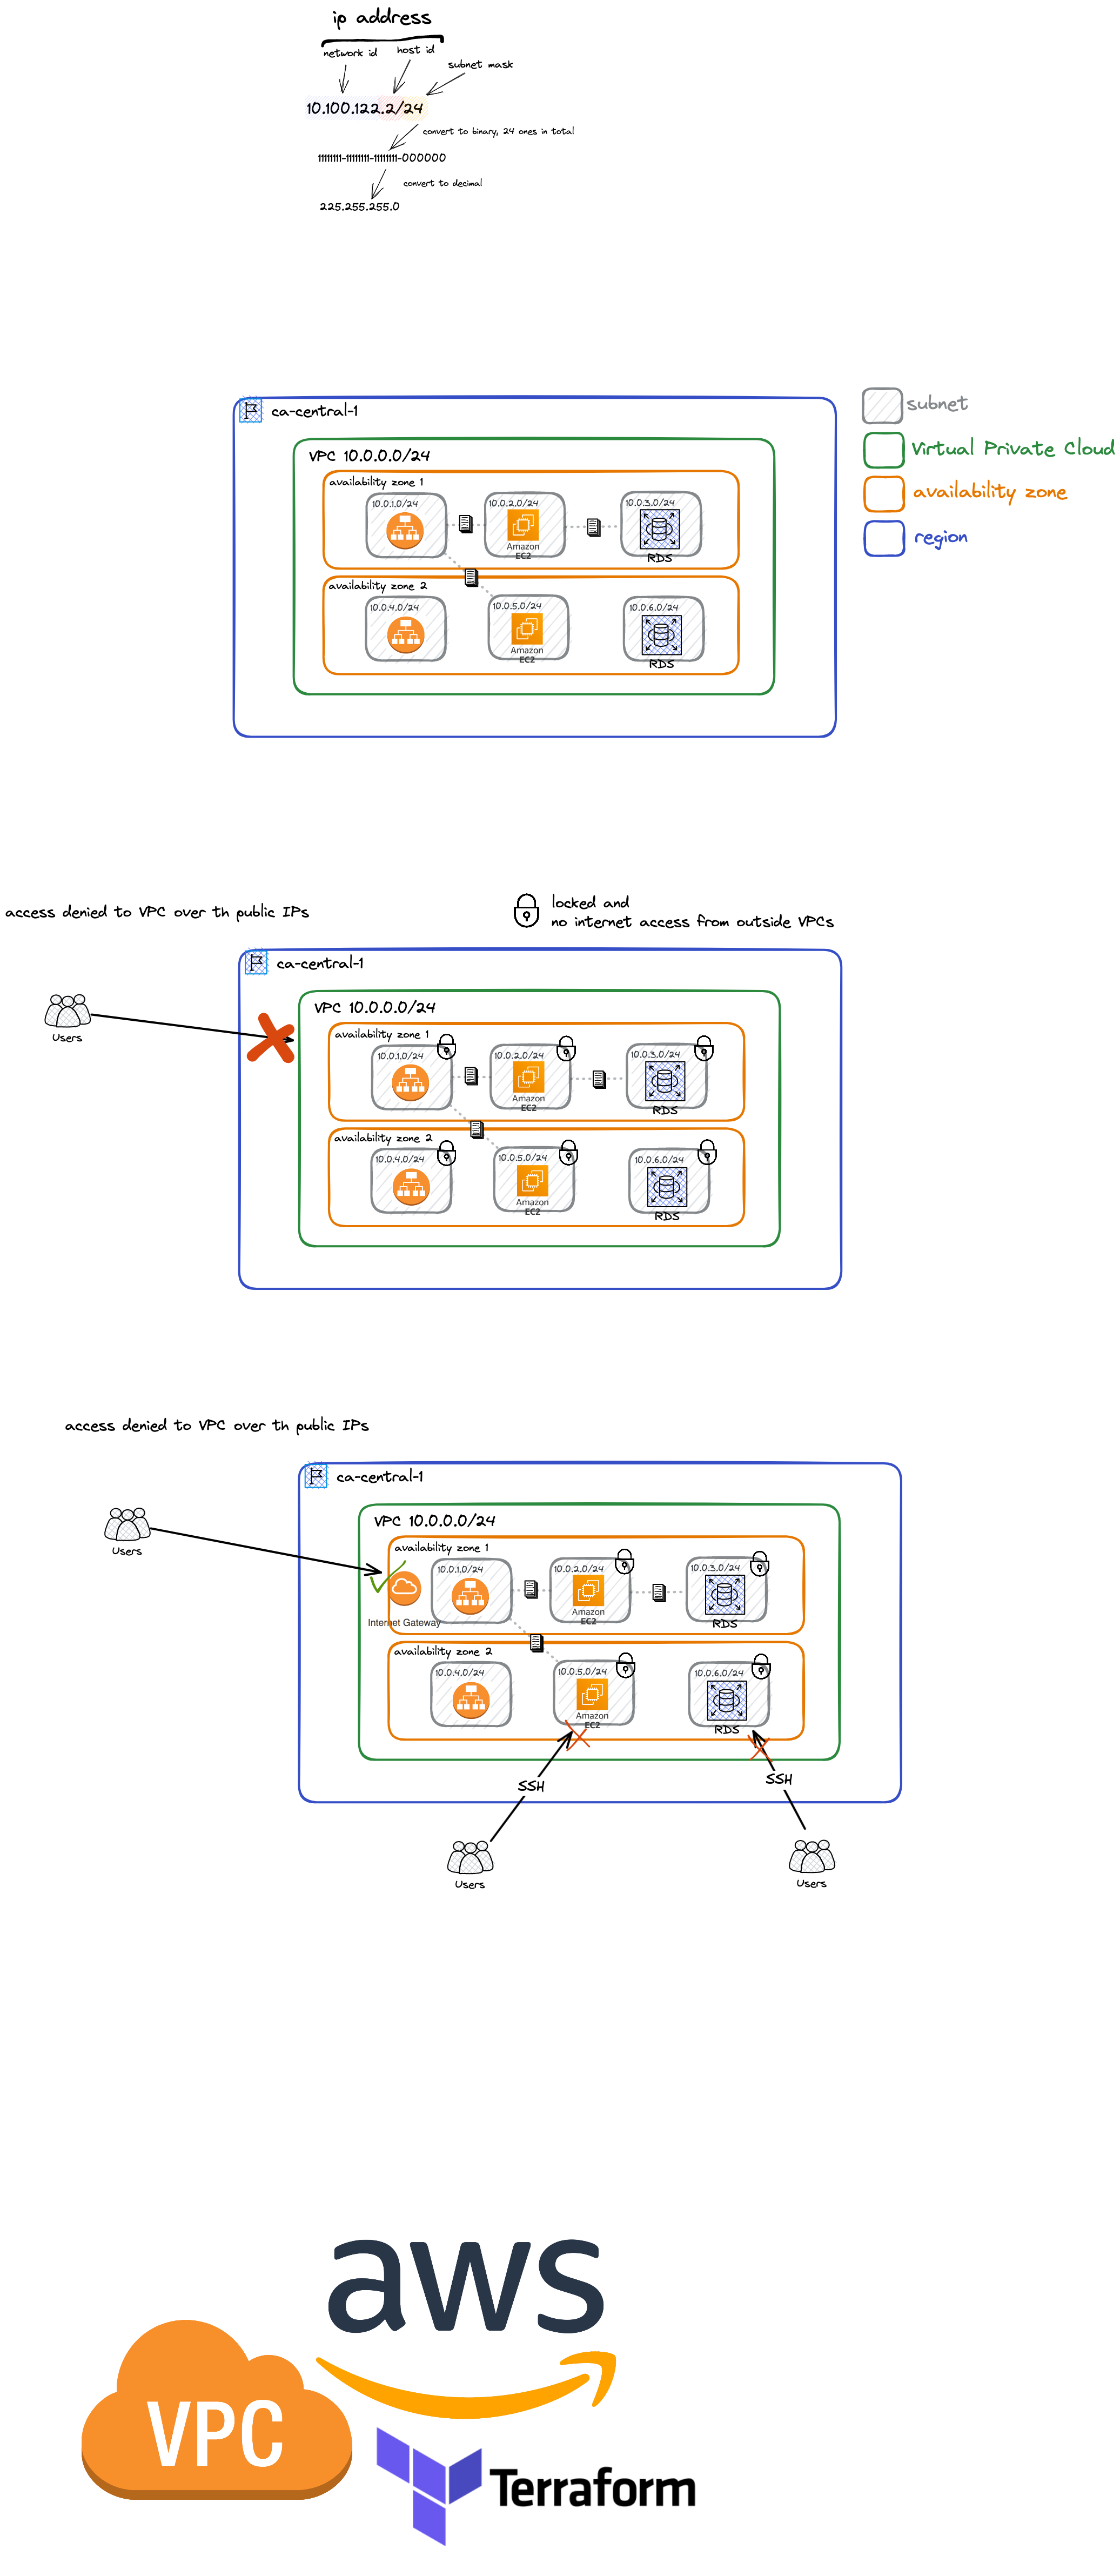 ip address
network id
host id
subnet mask
10.100.122.2/24
convert to binary, 24 ones in total
11111111-11111111-11111111-000000
convert to decimal
225.255.255.0
subnet
Virtual Private Cloud
availability zone
region
ca-central-1
VPC 10.0.0.0/24
availability zone 1
10.0.1.0/24
10.0.2.0/24
10.0.3.0/24
Amazon
EC2
RDS
availability zone 2
10.0.4.0/24
10.0.5.0/24
10.0.6.0/24
Amazon
EC2
RDS
access denied to VPC over th public IPs
locked and
no internet access from outside VPCs
ca-central-1
Users
VPC 10.0.0.0/24
availability zone 1
10.0.1.0/24
10.0.2.0/24
10.0.3.0/24
Amazon
EC2
RDS
availability zone 2
10.0.4.0/24
10.0.5.0/24
10.0.6.0/24
Amazon
EC2
RDS
access denied to VPC over th public IPs
ca-central-1
Users
VPC 10.0.0.0/24
availability zone 1
10.0.1.0/24
10.0.2.0/24
10.0.3.0/24
Amazon
EC2
RDS
Internet Gateway
availability zone 2
10.0.4.0/24
10.0.5.0/24
10.0.6.0/24
Amazon
EC2
RDS
SSH
SSH
Users
Users
aws
VPC
Terraform